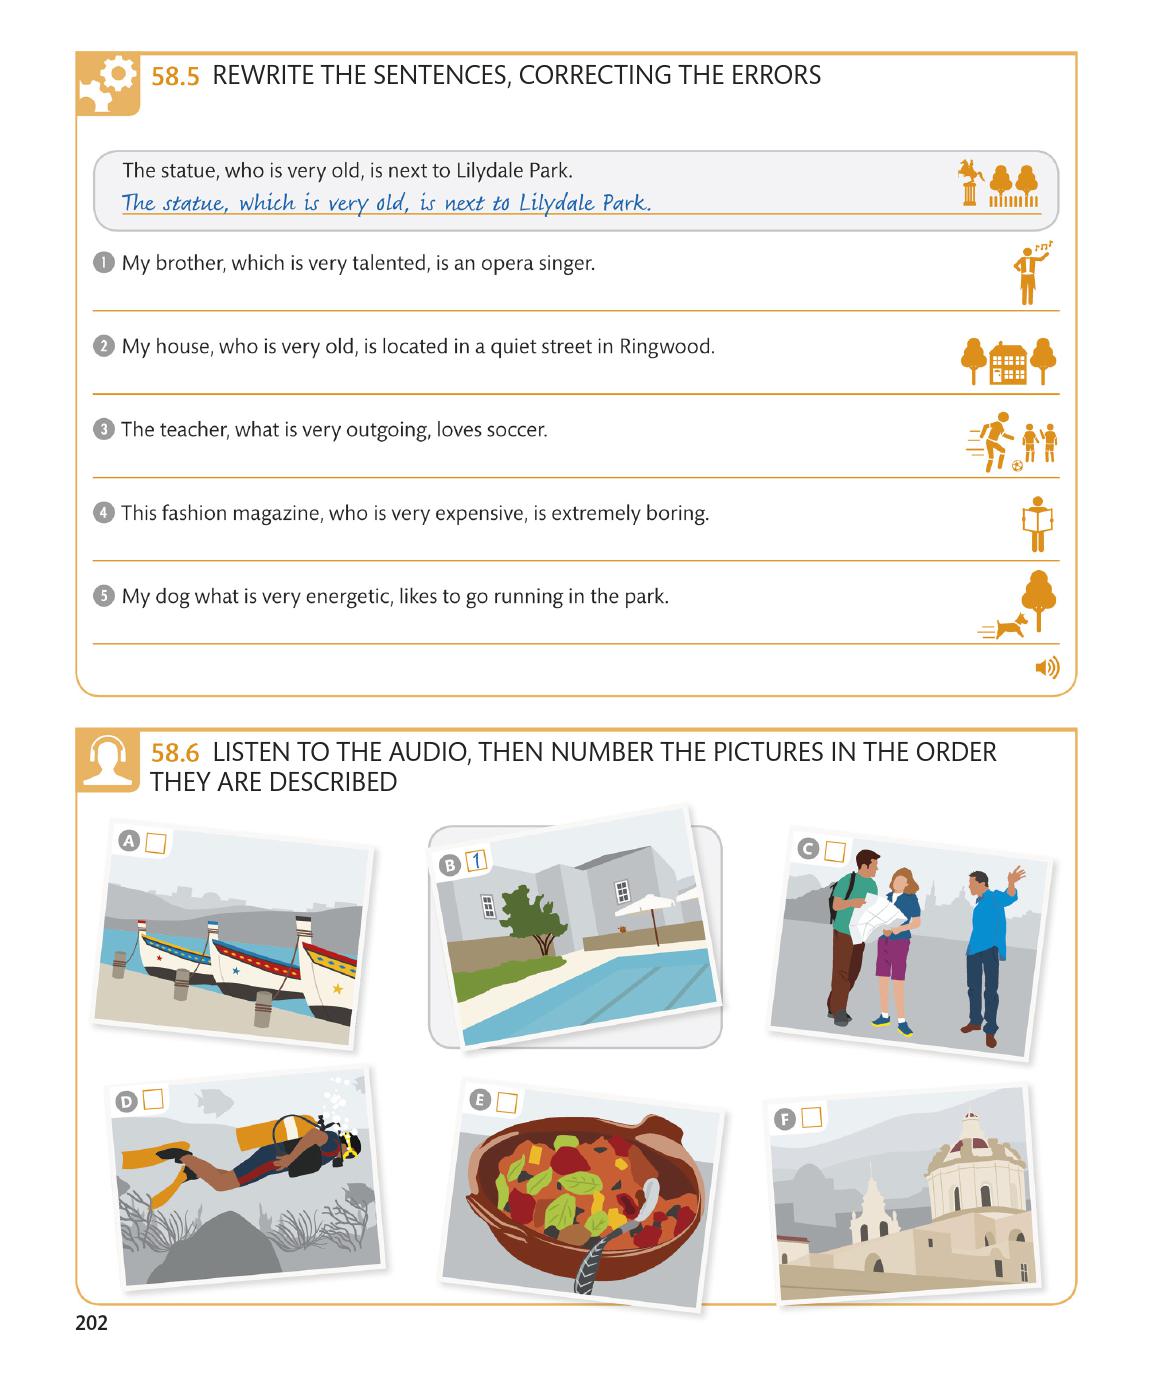 58.5 REWRITE THE SENTENCES, CORRECTING THE ERRORS
The statue, who is very old, is next to Lilydale Park.
The statue, which is very old, is next to Lilydale Park.
1 My brother, which is very talented, is an opera singer.
2 My house, who is very old, is located in a quiet street in Ringwood.
3 The teacher, what is very outgoing, loves soccer.
4 This fashion magazine, who is very expensive, is extremely boring.
5 My dog what is very energetic, likes to go running in the park.
58.6 LISTEN TO THE AUDIO, THEN NUMBER THE PICTURES IN THE ORDER
THEY ARE DESCRIBED
A
B 1
C
D
E
F
202